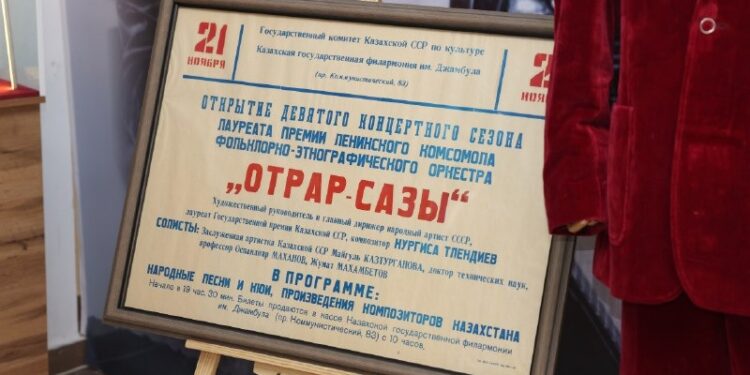 21
НОЯБРЯ
Государственный комитет Казахской ССР по культуре
Казахская государственная филармония им. Джамбула
(пр. Коммунистический, 83)
2
НОЯ
ОТКРЫТИЕ ДЕВЯТОГО КОНЦЕРТНОГО СЕЗОНА
ЛАУРЕАТА ПРЕМИИ ЛЕНИНСКОГО КОМСОМОЛА
ФОЛЬКЛОРНО-ЭТНОГРАФИЧЕСКОГО ОРКЕСТРА
„ОТРАР-САЗЫ“
Художественный руководитель и главный дирижер народный артист СССР,
лауреат Государственной премии Казахской ССР, композитор НУРГИСА ТЛЕНДИЕВ
СОЛИСТЫ: Заслуженная артистка Казахской ССР Майгуль КАЗТУРГАНОВА, доктор технических наук,
профессор Оспанхан МАХАНОВ, Жумат МАХАМБЕТОВ
В ПРОГРАММЕ:
НАРОДНЫЕ ПЕСНИ И КЮИ, ПРОИЗВЕДЕНИЯ КОМПОЗИТОРОВ КАЗАХСТАНА
Начало в 19 час. 30 мин. Билеты продаются в кассе Казахской государственной филармонии
им. Джамбула (пр. Коммунистический, 83) с 10 часов.